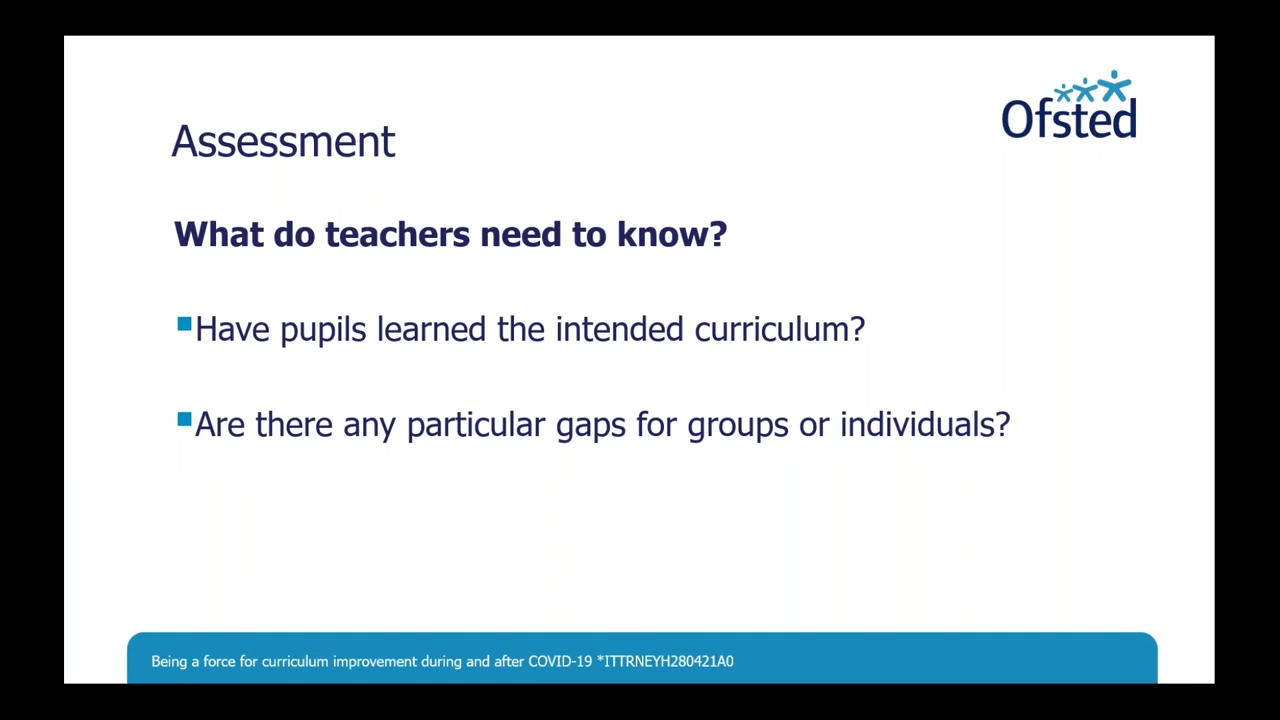 Ofsted
Assessment
What do teachers need to know?
Have pupils learned the intended curriculum?
Are there any particular gaps for groups or individuals?
Being a force for curriculum improvement during and after COVID-19 *ITTRNEYH280421A0